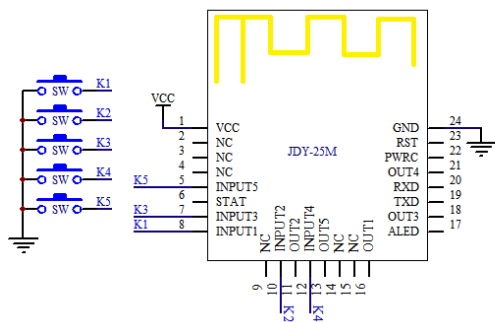 SW K1
SW K2
SW K3
SW K4
SW K5
VCC
JDY-25M
1 VCC
2 NC
3 NC
4 NC
K5 5 INPUT5
6 STAT
K3 7 INPUT3
K1 8 INPUT1
GND 24
RST 23
PWRC 22
OUT4 21
RXD 20
TXD 19
OUT3 18
ALED 17
NC 9
INPUT2 10 K2
OUT2 11
INPUT4 12 K4
OUT5 13
NC 14
NC 15
OUT1 16